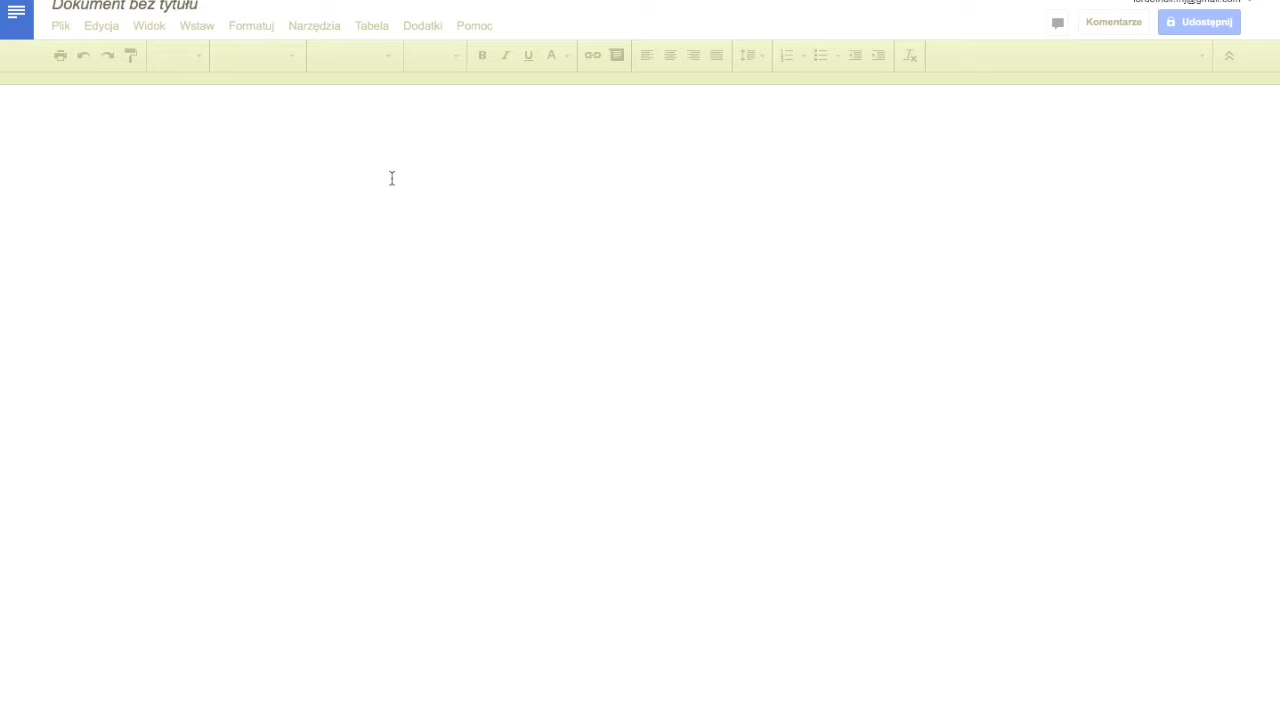 Dokument bez tytułu
Plik Edycja Widok Wstaw Formatuj Narzędzia Tabela Dodatki Pomoc
Komentarze Udostępnij
B I U A